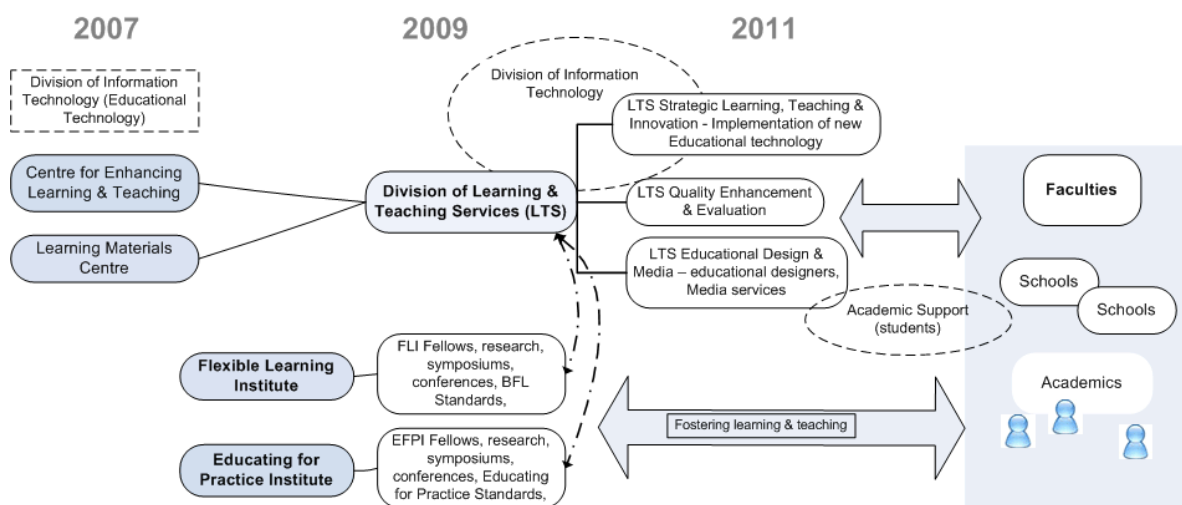 2007
2009
2011
Division of Information
Technology (Educational
Technology)
Centre for Enhancing
Learning & Teaching
Learning Materials
Centre
Division of Information
Technology
Division of Learning &
Teaching Services (LTS)
LTS Strategic Learning, Teaching &
Innovation - Implementation of new
Educational technology
LTS Quality Enhancement
& Evaluation
LTS Educational Design &
Media – educational designers,
Media services
Academic Support
(students)
Faculties
Schools
Schools
Academics
Flexible Learning
Institute
FLI Fellows, research,
symposiums,
conferences, BFL
Standards,
Educating for
Practice Institute
EFPI Fellows, research,
symposiums,
conferences, Educating
for Practice Standards,
Fostering learning & teaching